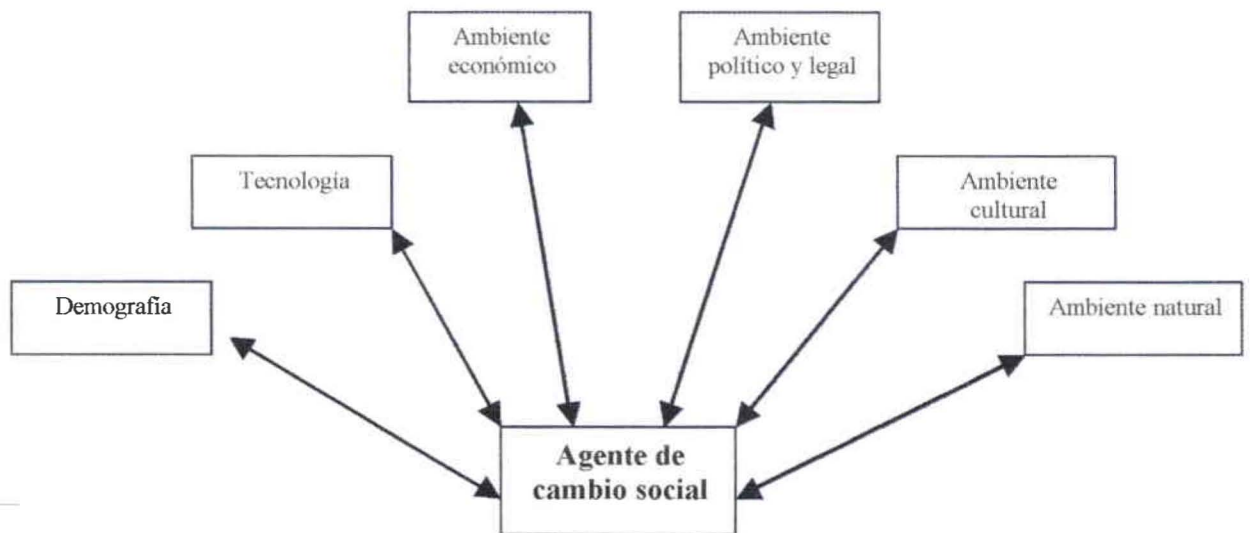 Ambiente
económico
Ambiente
político y legal
Tecnología
Ambiente
cultural
Demografía
Ambiente natural
Agente de
cambio social